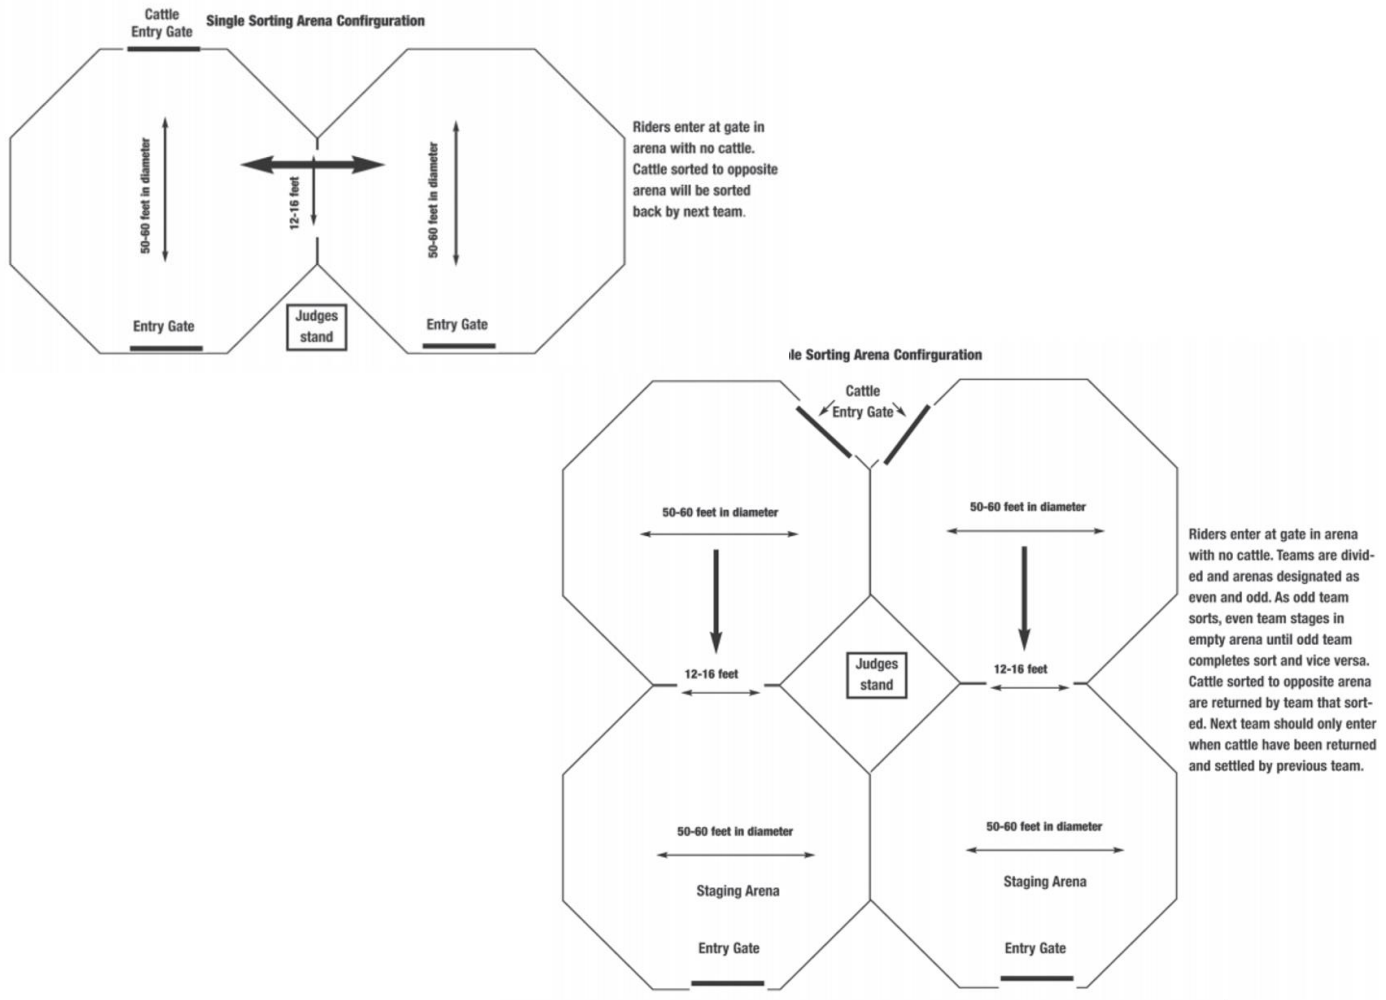 Cattle
Entry Gate
Single Sorting Arena Confirguration
50-60 feet in diameter
12-16 feet
50-60 feet in diameter
Riders enter at gate in
arena with no cattle.
Cattle sorted to opposite
arena will be sorted
back by next team.
Entry Gate
Judges
stand
Entry Gate
le Sorting Arena Confirguration
Cattle
Entry Gate
50-60 feet in diameter
50-60 feet in diameter
12-16 feet
Judges
stand
12-16 feet
Riders enter at gate in arena
with no cattle. Teams are divid-
ed and arenas designated as
even and odd. As odd team
sorts, even team stages in
empty arena until odd team
completes sort and vice versa.
Cattle sorted to opposite arena
are returned by team that sort-
ed. Next team should only enter
when cattle have been returned
and settled by previous team.
50-60 feet in diameter
Staging Arena
Entry Gate
50-60 feet in diameter
Staging Arena
Entry Gate